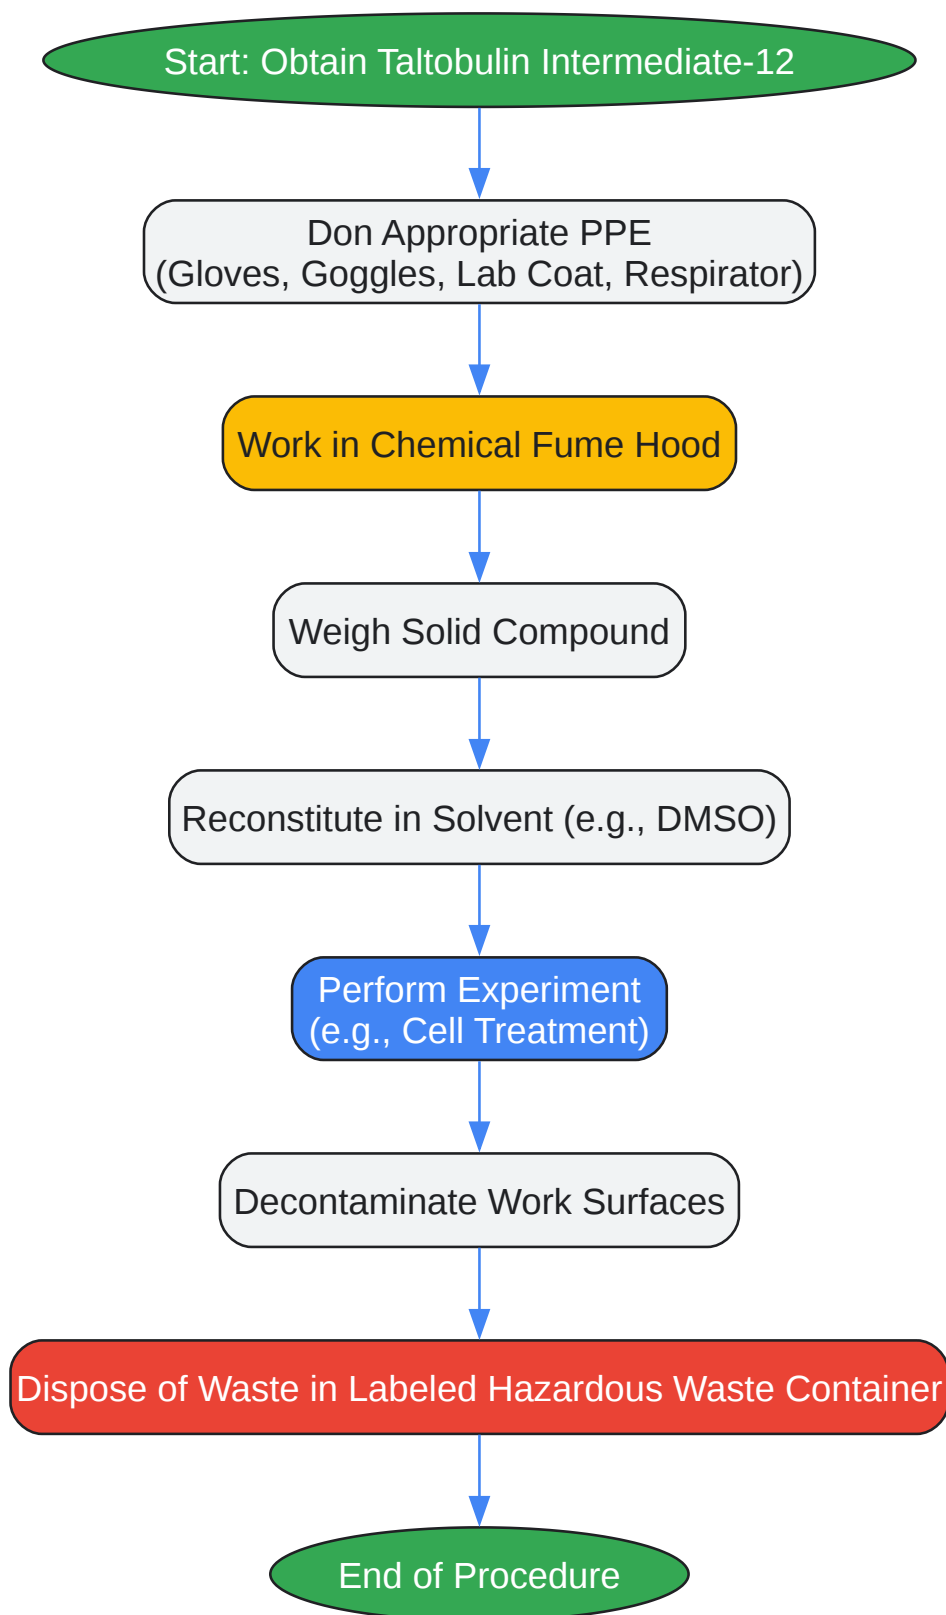 Start: Obtain Taltobulin Intermediate-12
Don Appropriate PPE
(Gloves, Goggles, Lab Coat, Respirator)
Work in Chemical Fume Hood
Weigh Solid Compound
Reconstitute in Solvent (e.g., DMSO)
Perform Experiment
(e.g., Cell Treatment)
Decontaminate Work Surfaces
Dispose of Waste in Labeled Hazardous Waste Container
End of Procedure